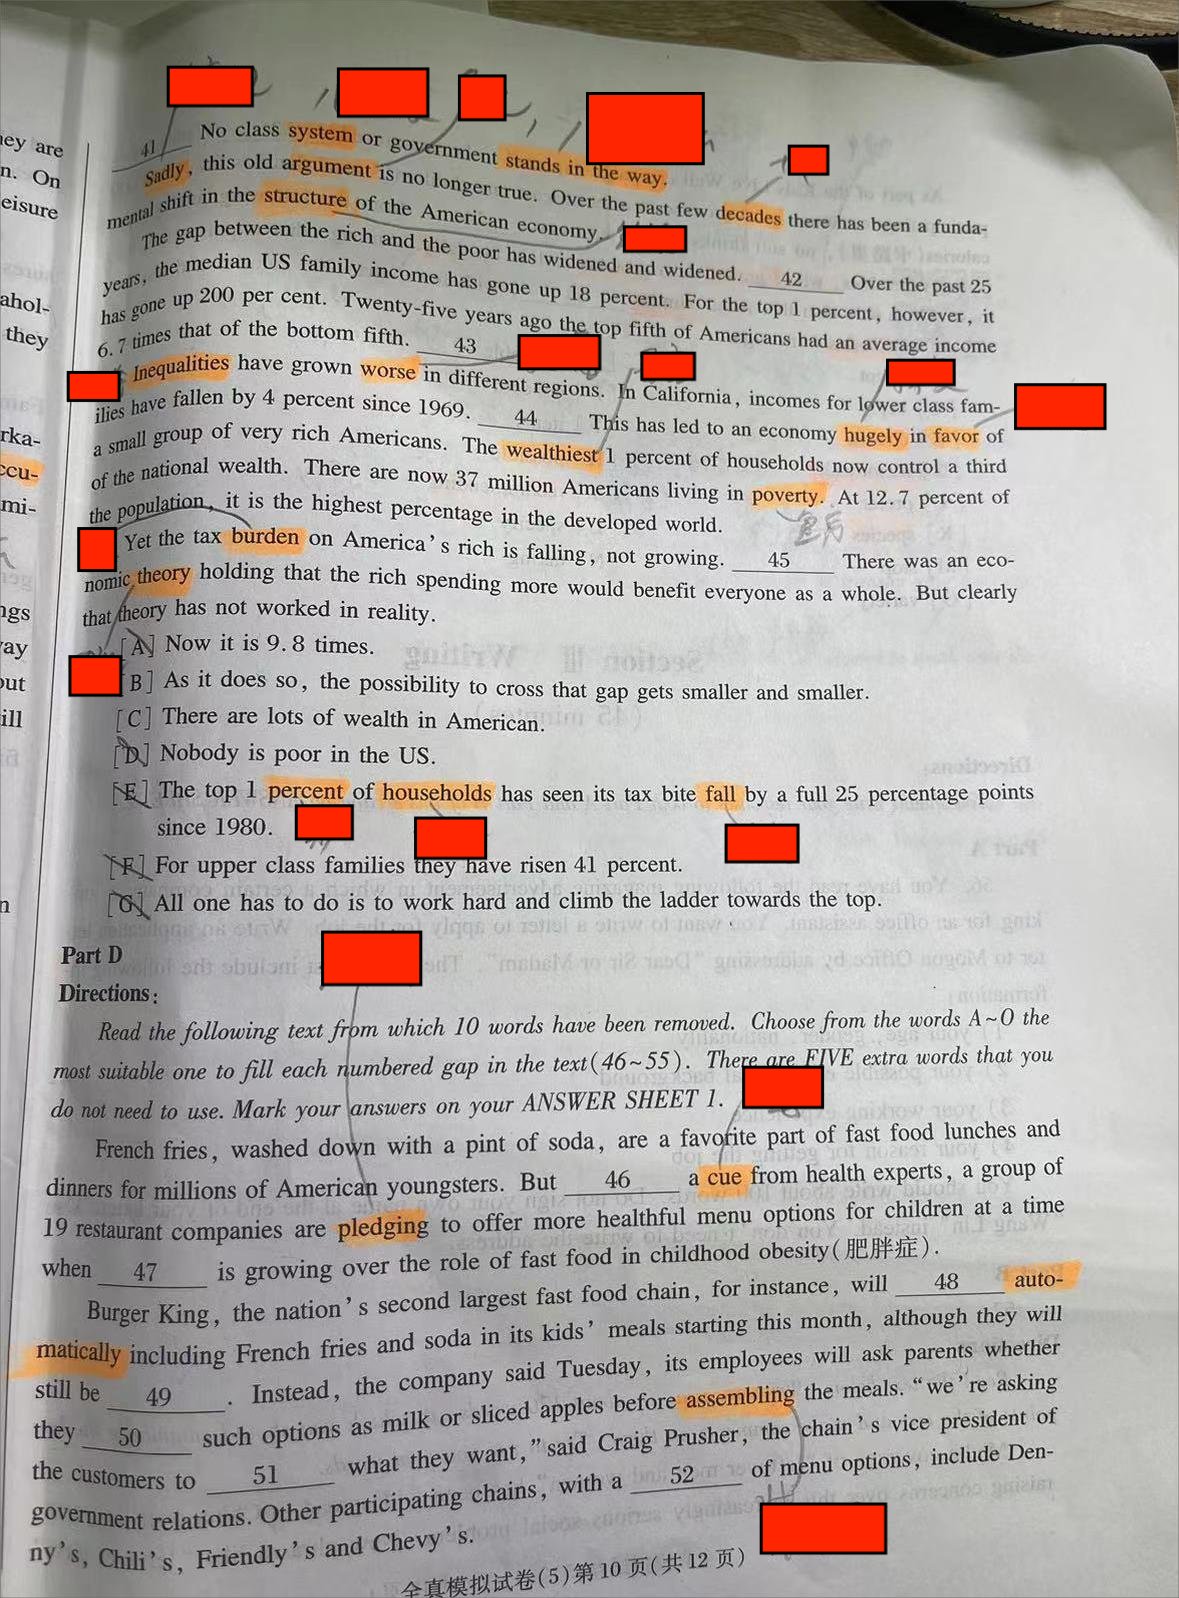 41 No class system or government stands in the way.
Sadly, this old argument is no longer true. Over the past few decades there has been a funda-
mental shift in the structure of the American economy.
The gap between the rich and the poor has widened and widened. 42 Over the past 25
years, the median US family income has gone up 18 percent. For the top 1 percent, however, it
has gone up 200 per cent. Twenty-five years ago the top fifth of Americans had an average income
6.7 times that of the bottom fifth. 43
Inequalities have grown worse in different regions. In California, incomes for lower class fam-
ilies have fallen by 4 percent since 1969. 44 This has led to an economy hugely in favor of
a small group of very rich Americans. The wealthiest 1 percent of households now control a third
of the national wealth. There are now 37 million Americans living in poverty. At 12.7 percent of
the population, it is the highest percentage in the developed world.
Yet the tax burden on America's rich is falling, not growing. 45 There was an eco-
nomic theory holding that the rich spending more would benefit everyone as a whole. But clearly
that theory has not worked in reality.
[A] Now it is 9.8 times.
B] As it does so, the possibility to cross that gap gets smaller and smaller.
[C] There are lots of wealth in American.
[D] Nobody is poor in the US.
[E] The top 1 percent of households has seen its tax bite fall by a full 25 percentage points
since 1980.
[F] For upper class families they have risen 41 percent.
[G] All one has to do is to work hard and climb the ladder towards the top.
Part D
Directions:
Read the following text from which 10 words have been removed. Choose from the words A~O the
most suitable one to fill each numbered gap in the text(46~55). There are FIVE extra words that you
do not need to use. Mark your answers on your ANSWER SHEET 1.
French fries, washed down with a pint of soda, are a favorite part of fast food lunches and
dinners for millions of American youngsters. But 46 a cue from health experts, a group of
19 restaurant companies are pledging to offer more healthful menu options for children at a time
when 47 is growing over the role of fast food in childhood obesity(肥胖症).
Burger King, the nation's second largest fast food chain, for instance, will 48 auto-
matically including French fries and soda in its kids' meals starting this month, although they will
still be 49. Instead, the company said Tuesday, its employees will ask parents whether
they 50 such options as milk or sliced apples before assembling the meals. "we're asking
the customers to 51 what they want," said Craig Prusher, the chain's vice president of
government relations. Other participating chains, with a 52 of menu options, include Den-
ny's, Chili's, Friendly's and Chevy's.
全真模拟试卷(5)第10页(共12页)